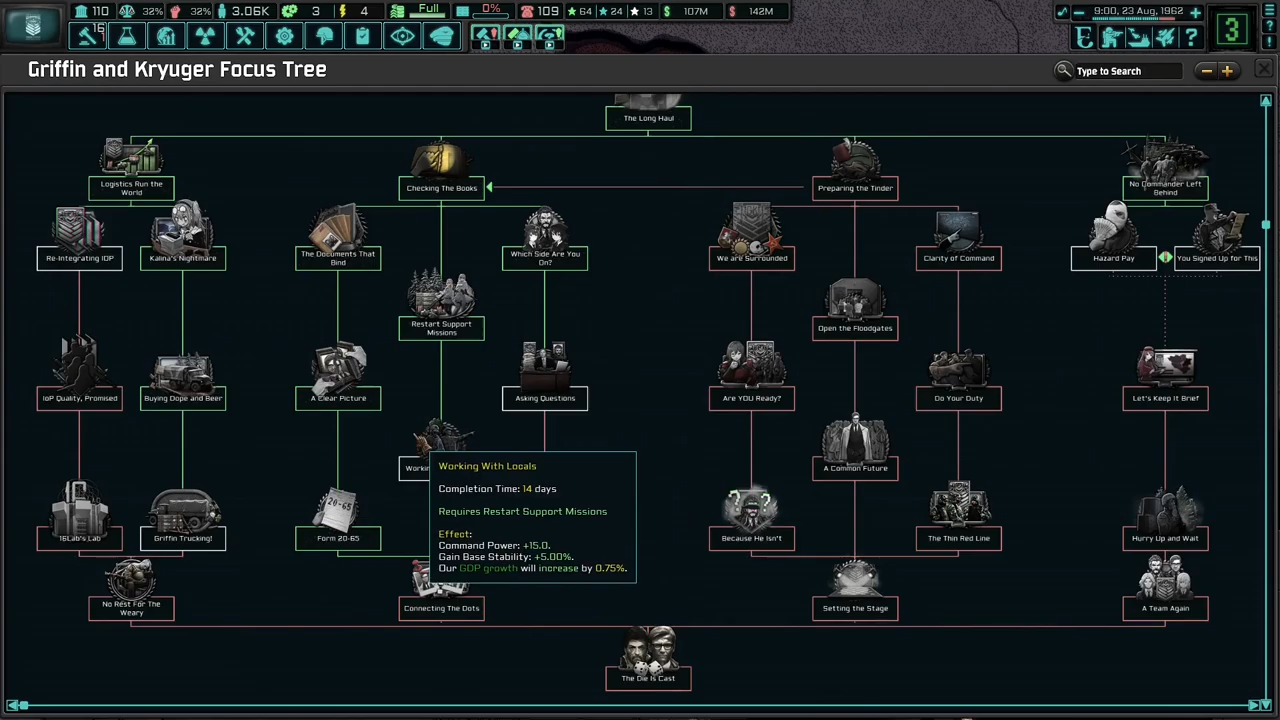 110 32% 32% 3.06K 3 4 Full 0% 109 64 24 13 $ 107M $ 142M 9:00, 23 Aug, 1962
16 3
Griffin and Kryuger Focus Tree Type to Search
The Long Haul
Logistics Run the World
Checking The Books
Preparing the Tinder
No Commander Left Behind
Re-Integrating IOP
Kalina's Nightmare
The Documents That Bind
Which Side Are You On?
We are Surrounded
Clarity of Command
Hazard Pay
You Signed Up for This
Restart Support Missions
Open the Floodgates
IoP Quality, Promised
Buying Dope and Beer
A Clear Picture
Asking Questions
Are YOU Ready?
Do Your Duty
Let's Keep It Brief
Working With Locals
Completion Time: 14 days
Requires Restart Support Missions
Effect:
Command Power: +15.0.
Gain Base Stability: +5.00%.
Our GDP growth will increase by 0.75%.
A Common Future
16Lab's Lab
Griffin Trucking!
Form 20-65
Because He Isn't
The Thin Red Line
Hurry Up and Wait
No Rest For The Weary
Connecting The Dots
Setting the Stage
A Team Again
The Die Is Cast